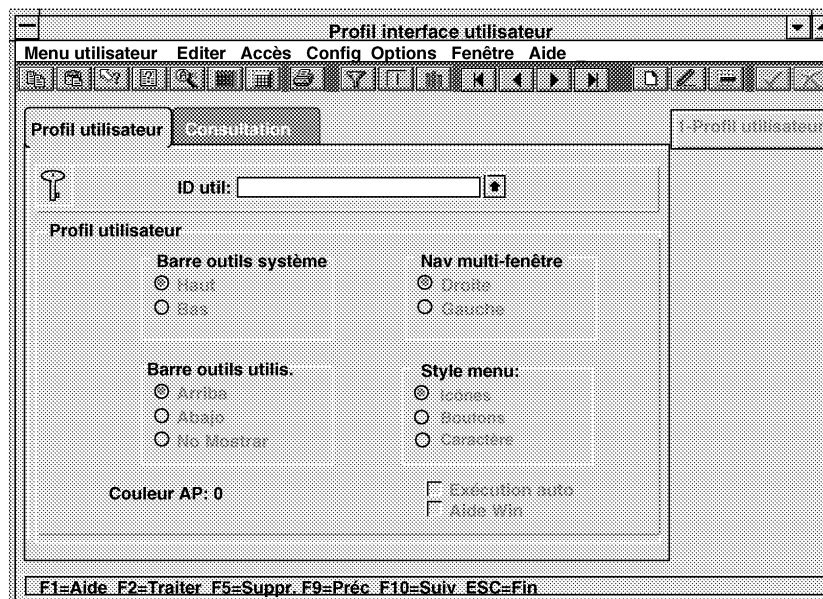 Profil interface utilisateur
Menu utilisateur Editer Accès Config Options Fenêtre Aide
Profil utilisateur Consultation
1-Profil utilisateur
ID util:
Profil utilisateur
Barre outils système Nav multi-fenêtre
Haut Droite
Bas Gauche
Barre outils utilis. Style menu:
Arriba Icônes
Abajo Boutons
No Mostrar Caractère
Couleur AP: 0 Exécution auto
Aide Win
F1=Aide F2=Traiter F5=Suppr. F9=Préc F10=Suiv ESC=Fin